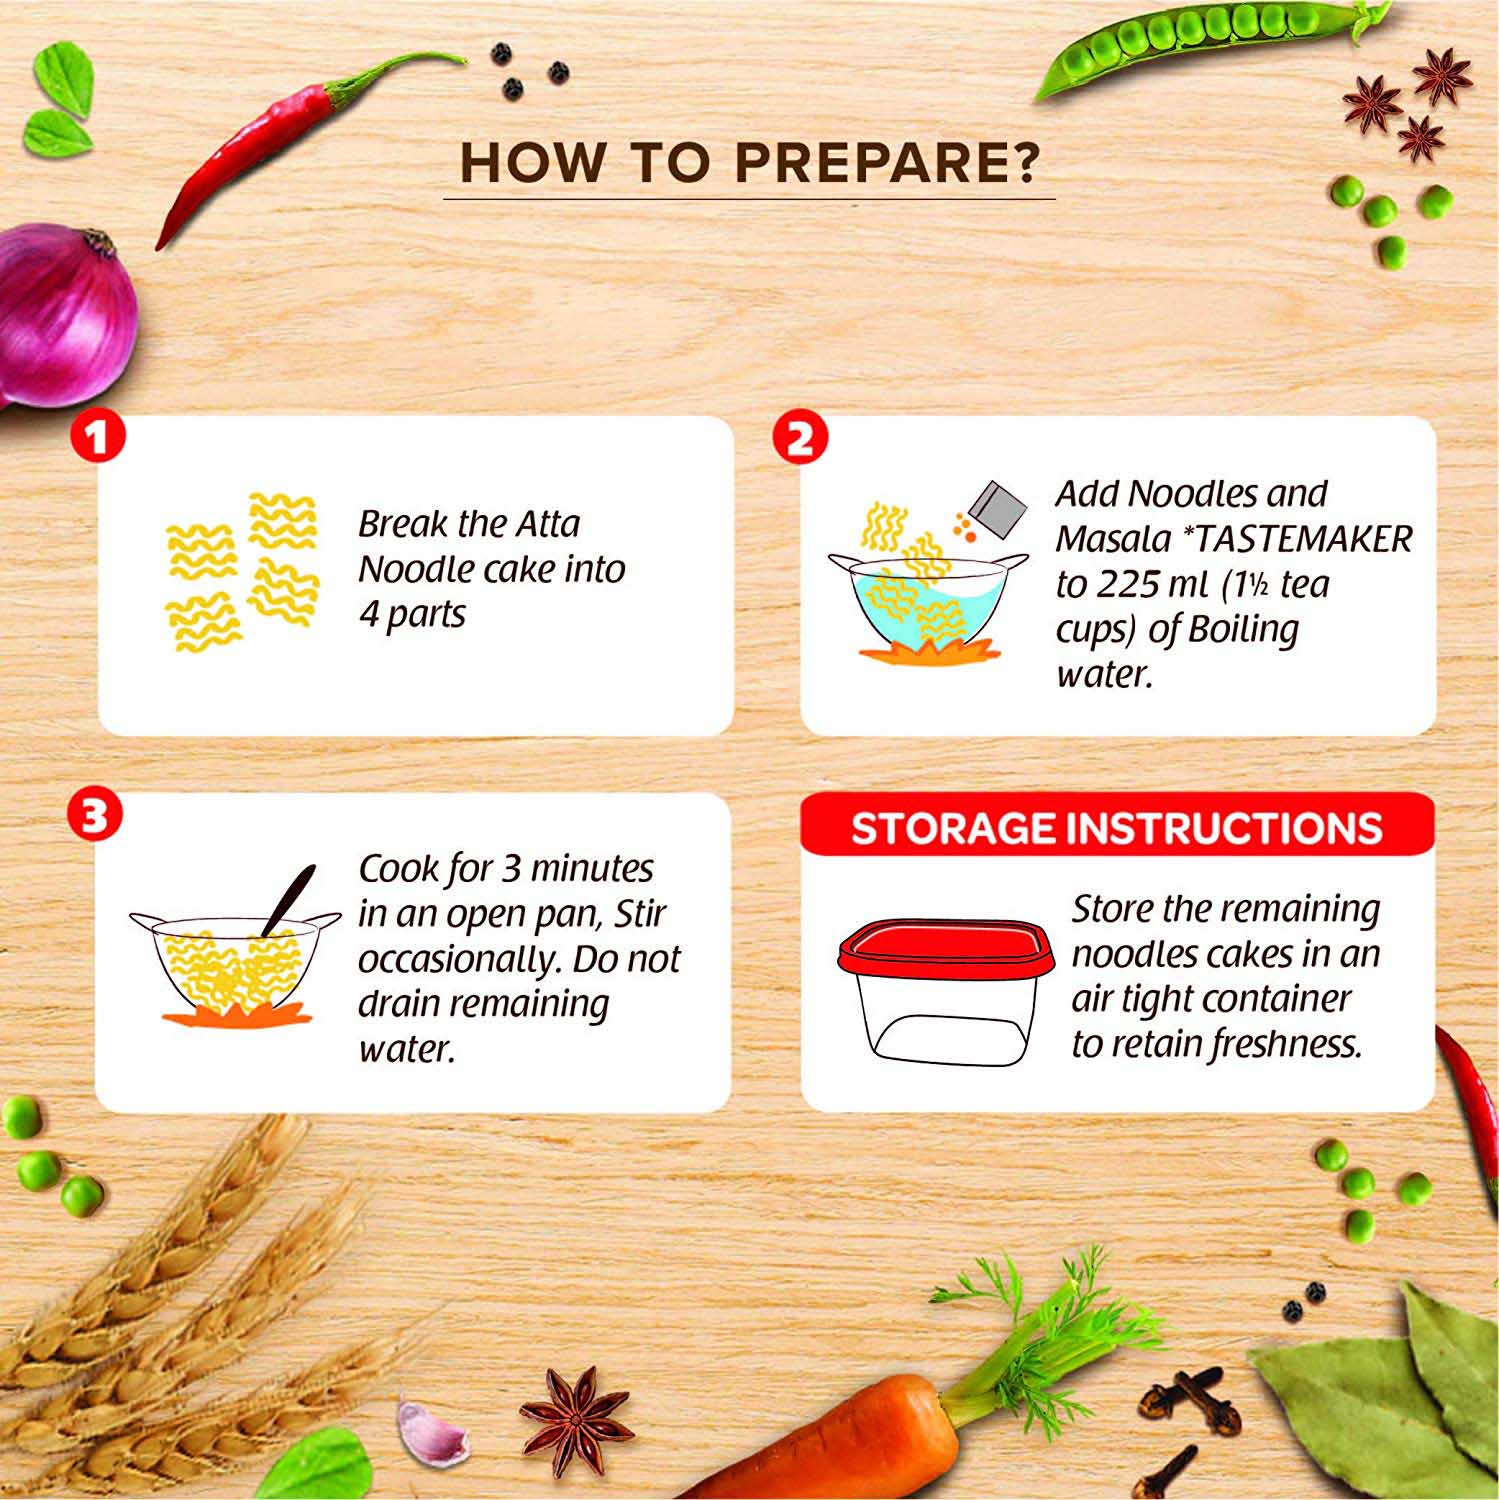 HOW TO PREPARE?
1
Break the Atta
Noodle cake into
4 parts
2
Add Noodles and
Masala *TASTEMAKER
to 225 ml (1½ tea
cups) of Boiling
water.
3
Cook for 3 minutes
in an open pan, Stir
occasionally. Do not
drain remaining
water.
STORAGE INSTRUCTIONS
Store the remaining
noodles cakes in an
air tight container
to retain freshness.